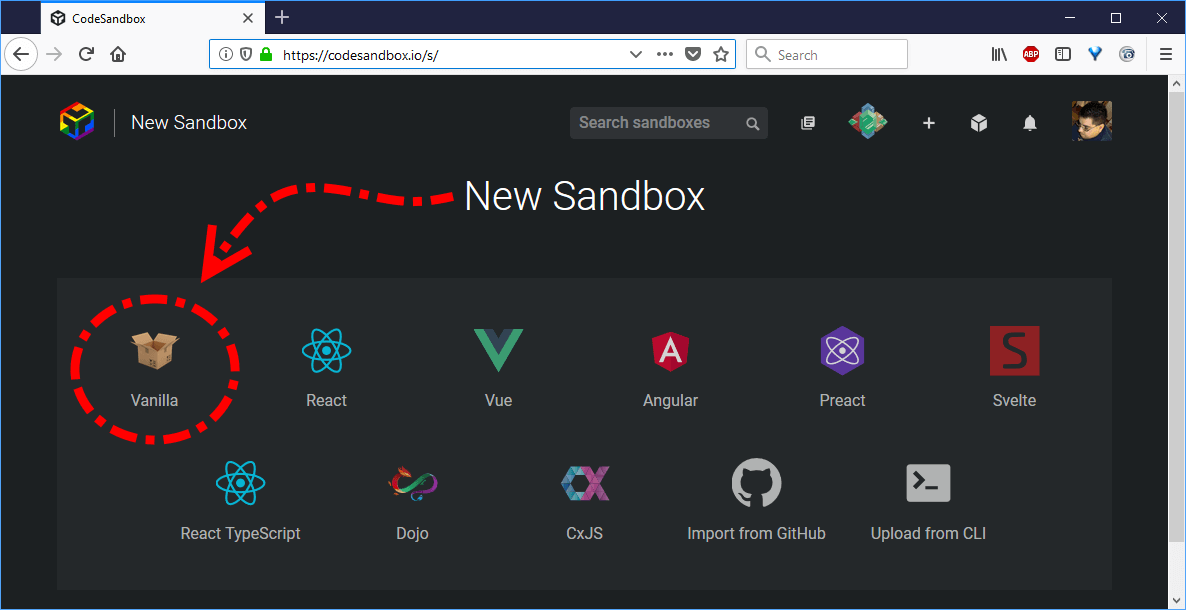 CodeSandbox
https://codesandbox.io/s/
Search
ABP
New Sandbox
Search sandboxes
New Sandbox
Vanilla
React
Vue
Angular
Preact
Svelte
React TypeScript
Dojo
CxJS
Import from GitHub
Upload from CLI